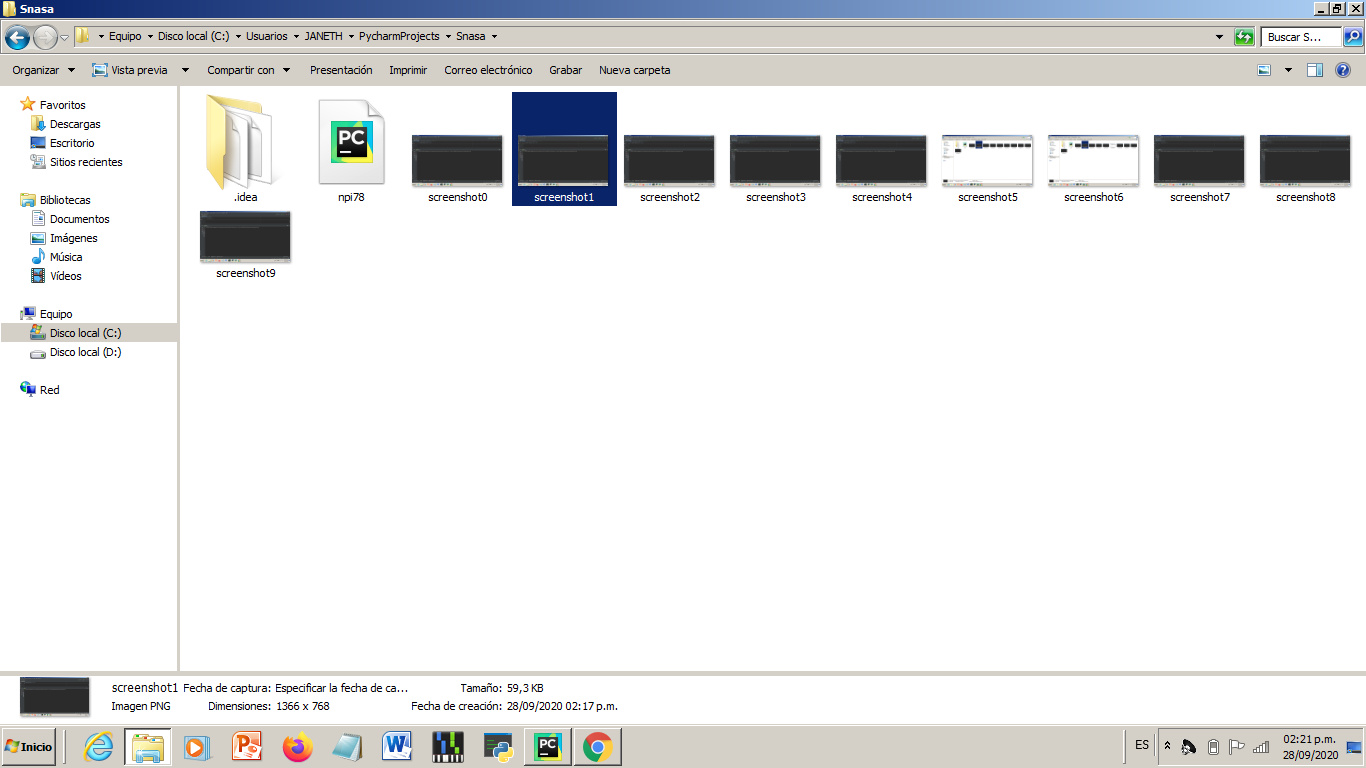 Snasa
Equipo Disco local (C:) Usuarios JANETH PycharmProjects Snasa
Buscar S...
Organizar Vista previa Compartir con Presentación Imprimir Correo electrónico Grabar Nueva carpeta
Favoritos
Descargas
Escritorio
Sitios recientes
Bibliotecas
Documentos
Imágenes
Música
Vídeos
Equipo
Disco local (C:)
Disco local (D:)
Red
PC
.idea npi78 screenshot0 screenshot1 screenshot2 screenshot3 screenshot4 screenshot5 screenshot6 screenshot7 screenshot8
screenshot9
screenshot1 Fecha de captura: Especificar la fecha de ca... Tamaño: 59,3 KB
Imagen PNG Dimensiones: 1366 x 768 Fecha de creación: 28/09/2020 02:17 p.m.
Inicio
PC
ES
02:21 p.m.
28/09/2020